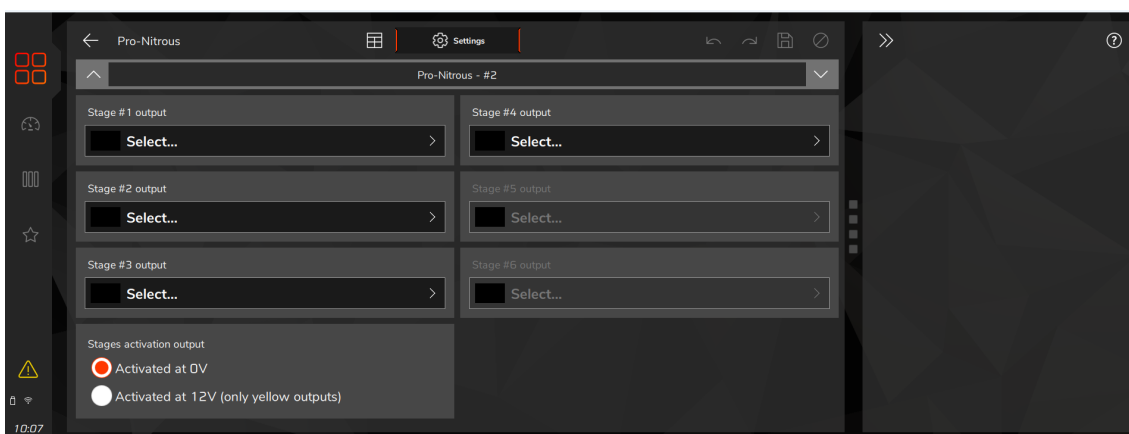 Pro-Nitrous
Settings
?
Pro-Nitrous - #2
Stage #1 output
Select...
Stage #4 output
Select...
Stage #2 output
Select...
Stage #5 output
Select...
Stage #3 output
Select...
Stage #6 output
Select...
Stages activation output
Activated at 0V
Activated at 12V (only yellow outputs)
10:07